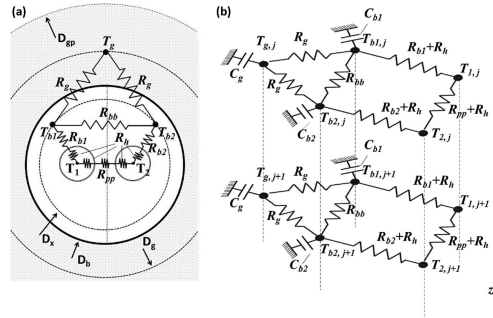 (a)
D_gp
T_g
R_g R_g
R_bb
T_b1 T_b2
R_b1 R_h R_b2
T_1 T_2
R_pp
D_x
D_b
D_g
(b)
C_b1
T_g,j R_g T_b1,j R_b1+R_h
C_g R_g R_bb T_1,j
C_b2 T_b2,j R_b2+R_h R_pp+R_h
T_2,j
C_b1
T_g,j+1 R_g T_b1,j+1 R_b1+R_h
C_g R_g R_bb T_1,j+1
C_b2 T_b2,j+1 R_b2+R_h R_pp+R_h
T_2,j+1
z